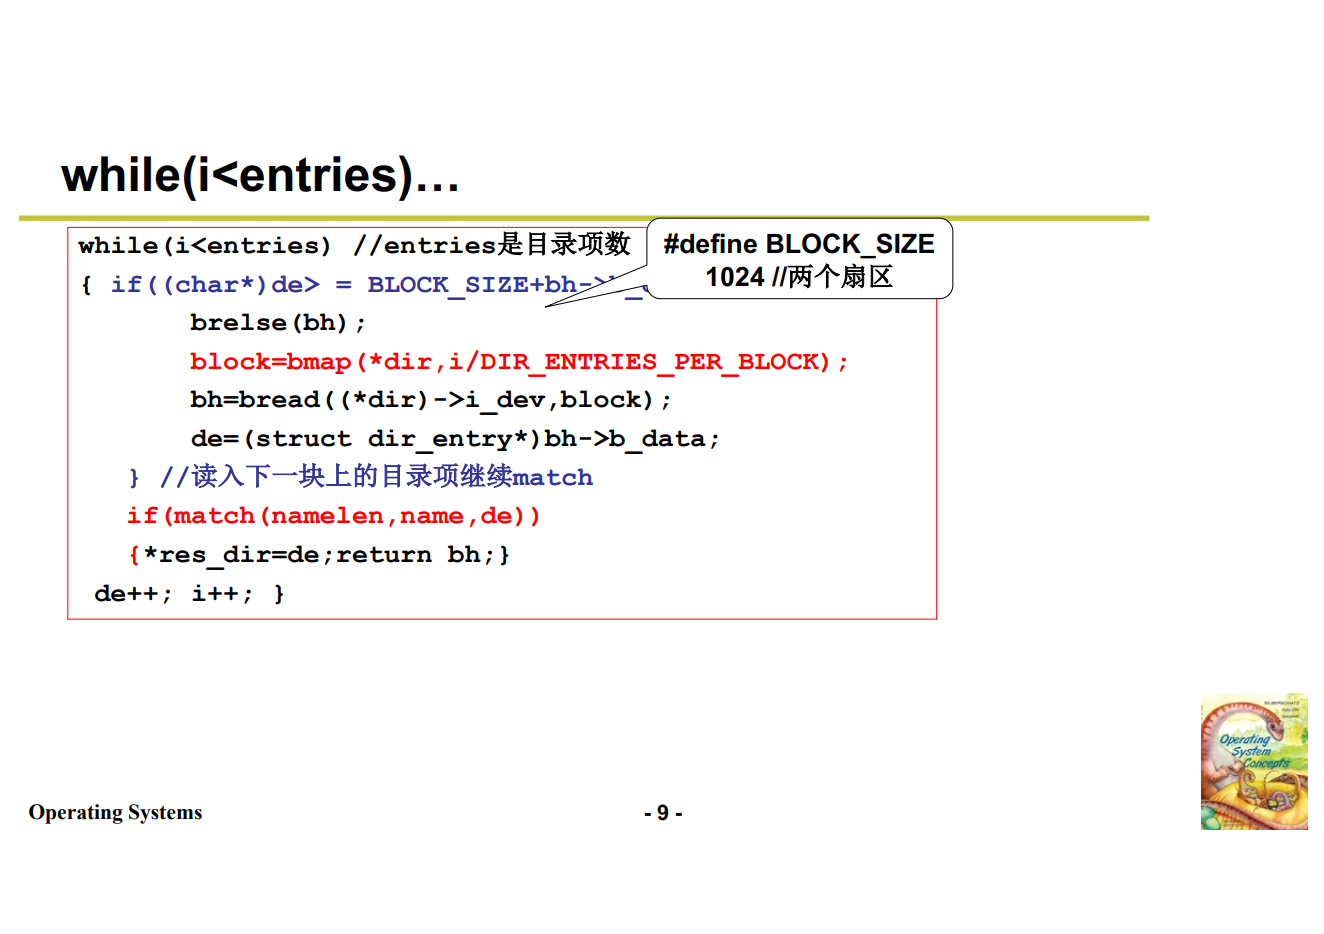 while(i<entries)…
while(i<entries) //entries是目录项数
#define BLOCK_SIZE
1024 //两个扇区
{ if((char*)de> = BLOCK_SIZE+bh->
brelse(bh);
block=bmap(*dir,i/DIR_ENTRIES_PER_BLOCK);
bh=bread((*dir)->i_dev,block);
de=(struct dir_entry*)bh->b_data;
} //读入下一块上的目录项继续match
if(match(namelen,name,de))
{*res_dir=de;return bh;}
de++; i++; }
SILBERSCHATZ
GALVIN
GAGNE
Operating
System
Concepts
Operating Systems
- 9 -